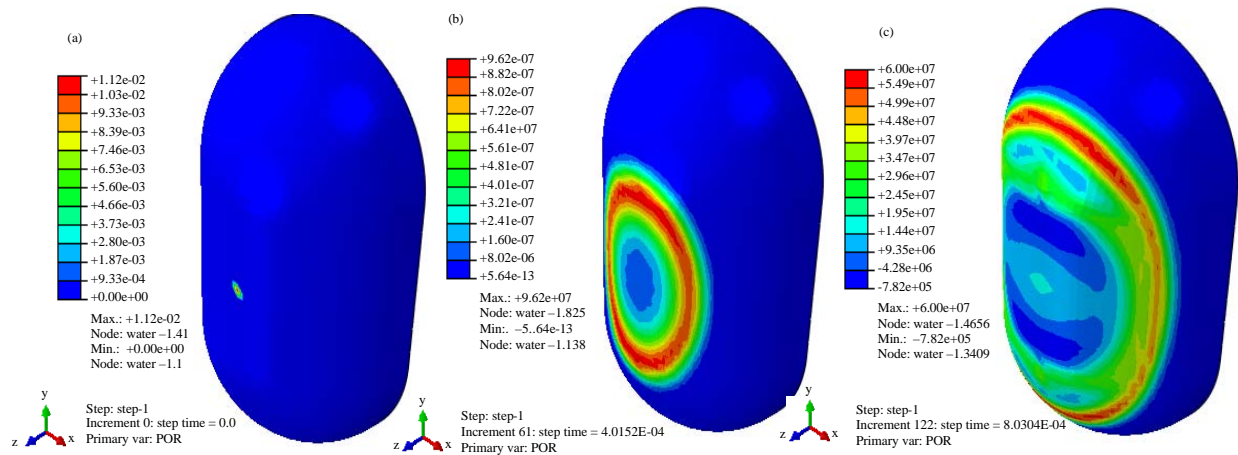 (a)
+1.12e-02
+1.03e-02
+9.33e-03
+8.39e-03
+7.46e-03
+6.53e-03
+5.60e-03
+4.66e-03
+3.73e-03
+2.80e-03
+1.87e-03
+9.33e-04
+0.00e+00
Max.: +1.12e-02
Node: water –1.41
Min.: +0.00e+00
Node: water –1.1
y
z
x
Step: step-1
Increment 0: step time = 0.0
Primary var: POR
(b)
+9.62e-07
+8.82e-07
+8.02e-07
+7.22e-07
+6.41e+07
+5.61e-07
+4.81e-07
+4.01e-07
+3.21e-07
+2.41e-07
+1.60e-07
+8.02e-06
+5.64e-13
Max.: +9.62e+07
Node: water –1.825
Min:. –5..64e-13
Node: water –1.138
y
z
x
Step: step-1
Increment 61: step time = 4.0152E-04
Primary var: POR
(c)
+6.00e+07
+5.49e+07
+4.99e+07
+4.48e+07
+3.97e+07
+3.47e+07
+2.96e+07
+2.45e+07
+1.95e+07
+1.44e+07
+9.35e+06
-4.28e+06
-7.82e+05
Max.: +6.00e+07
Node: water –1.4656
Min.: –7.82e+05
Node: water –1.3409
y
z
x
Step: step-1
Increment 122: step time = 8.0304E-04
Primary var: POR